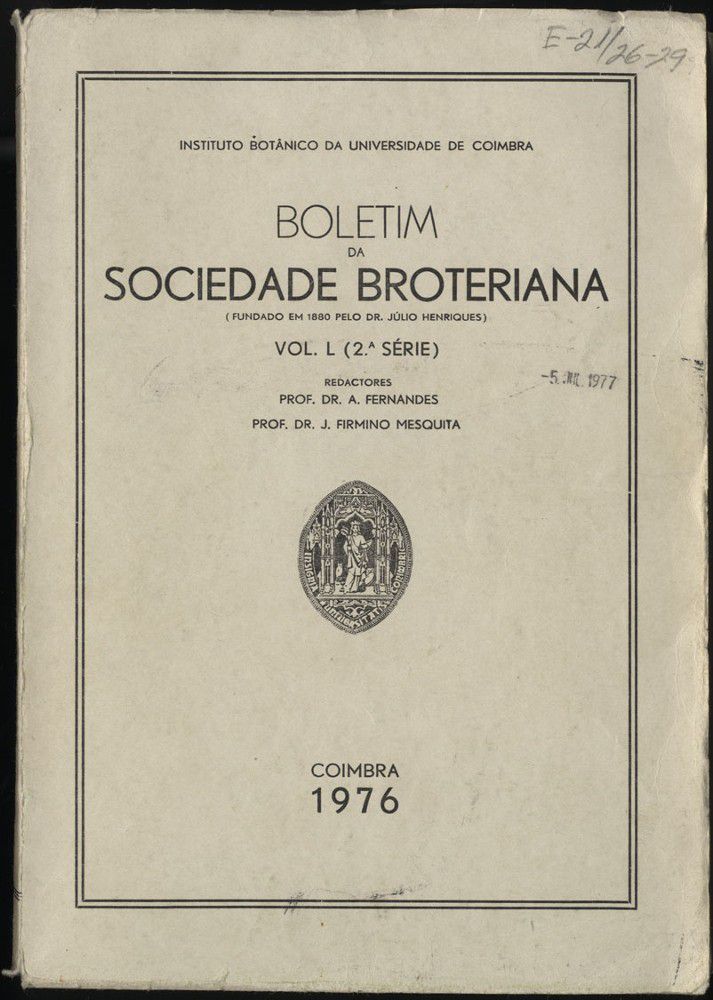 E-21/26-29
INSTITUTO BOTÂNICO DA UNIVERSIDADE DE COIMBRA
BOLETIM
DA
SOCIEDADE BROTERIANA
(FUNDADO EM 1880 PELO DR. JÚLIO HENRIQUES)
VOL. L (2.ª SÉRIE)
REDACTORES
-5. 1977
PROF. DR. A. FERNANDES
PROF. DR. J. FIRMINO MESQUITA
COIMBRA
1976